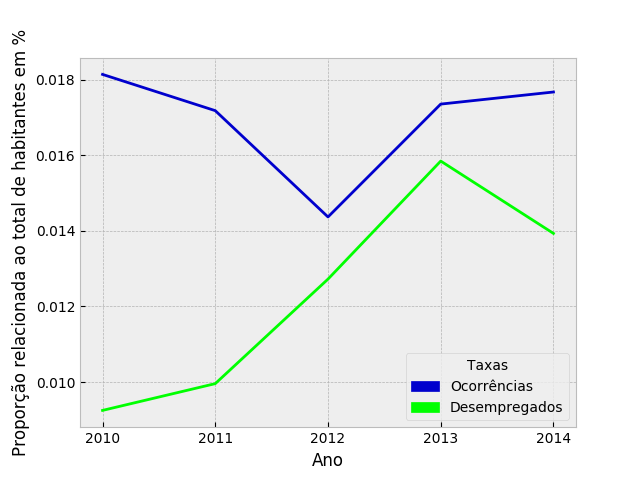 Proporção relacionada ao total de habitantes em %
0.018
0.016
0.014
0.012
0.010
Taxas
Ocorrências
Desempregados
2010 2011 2012 2013 2014
Ano